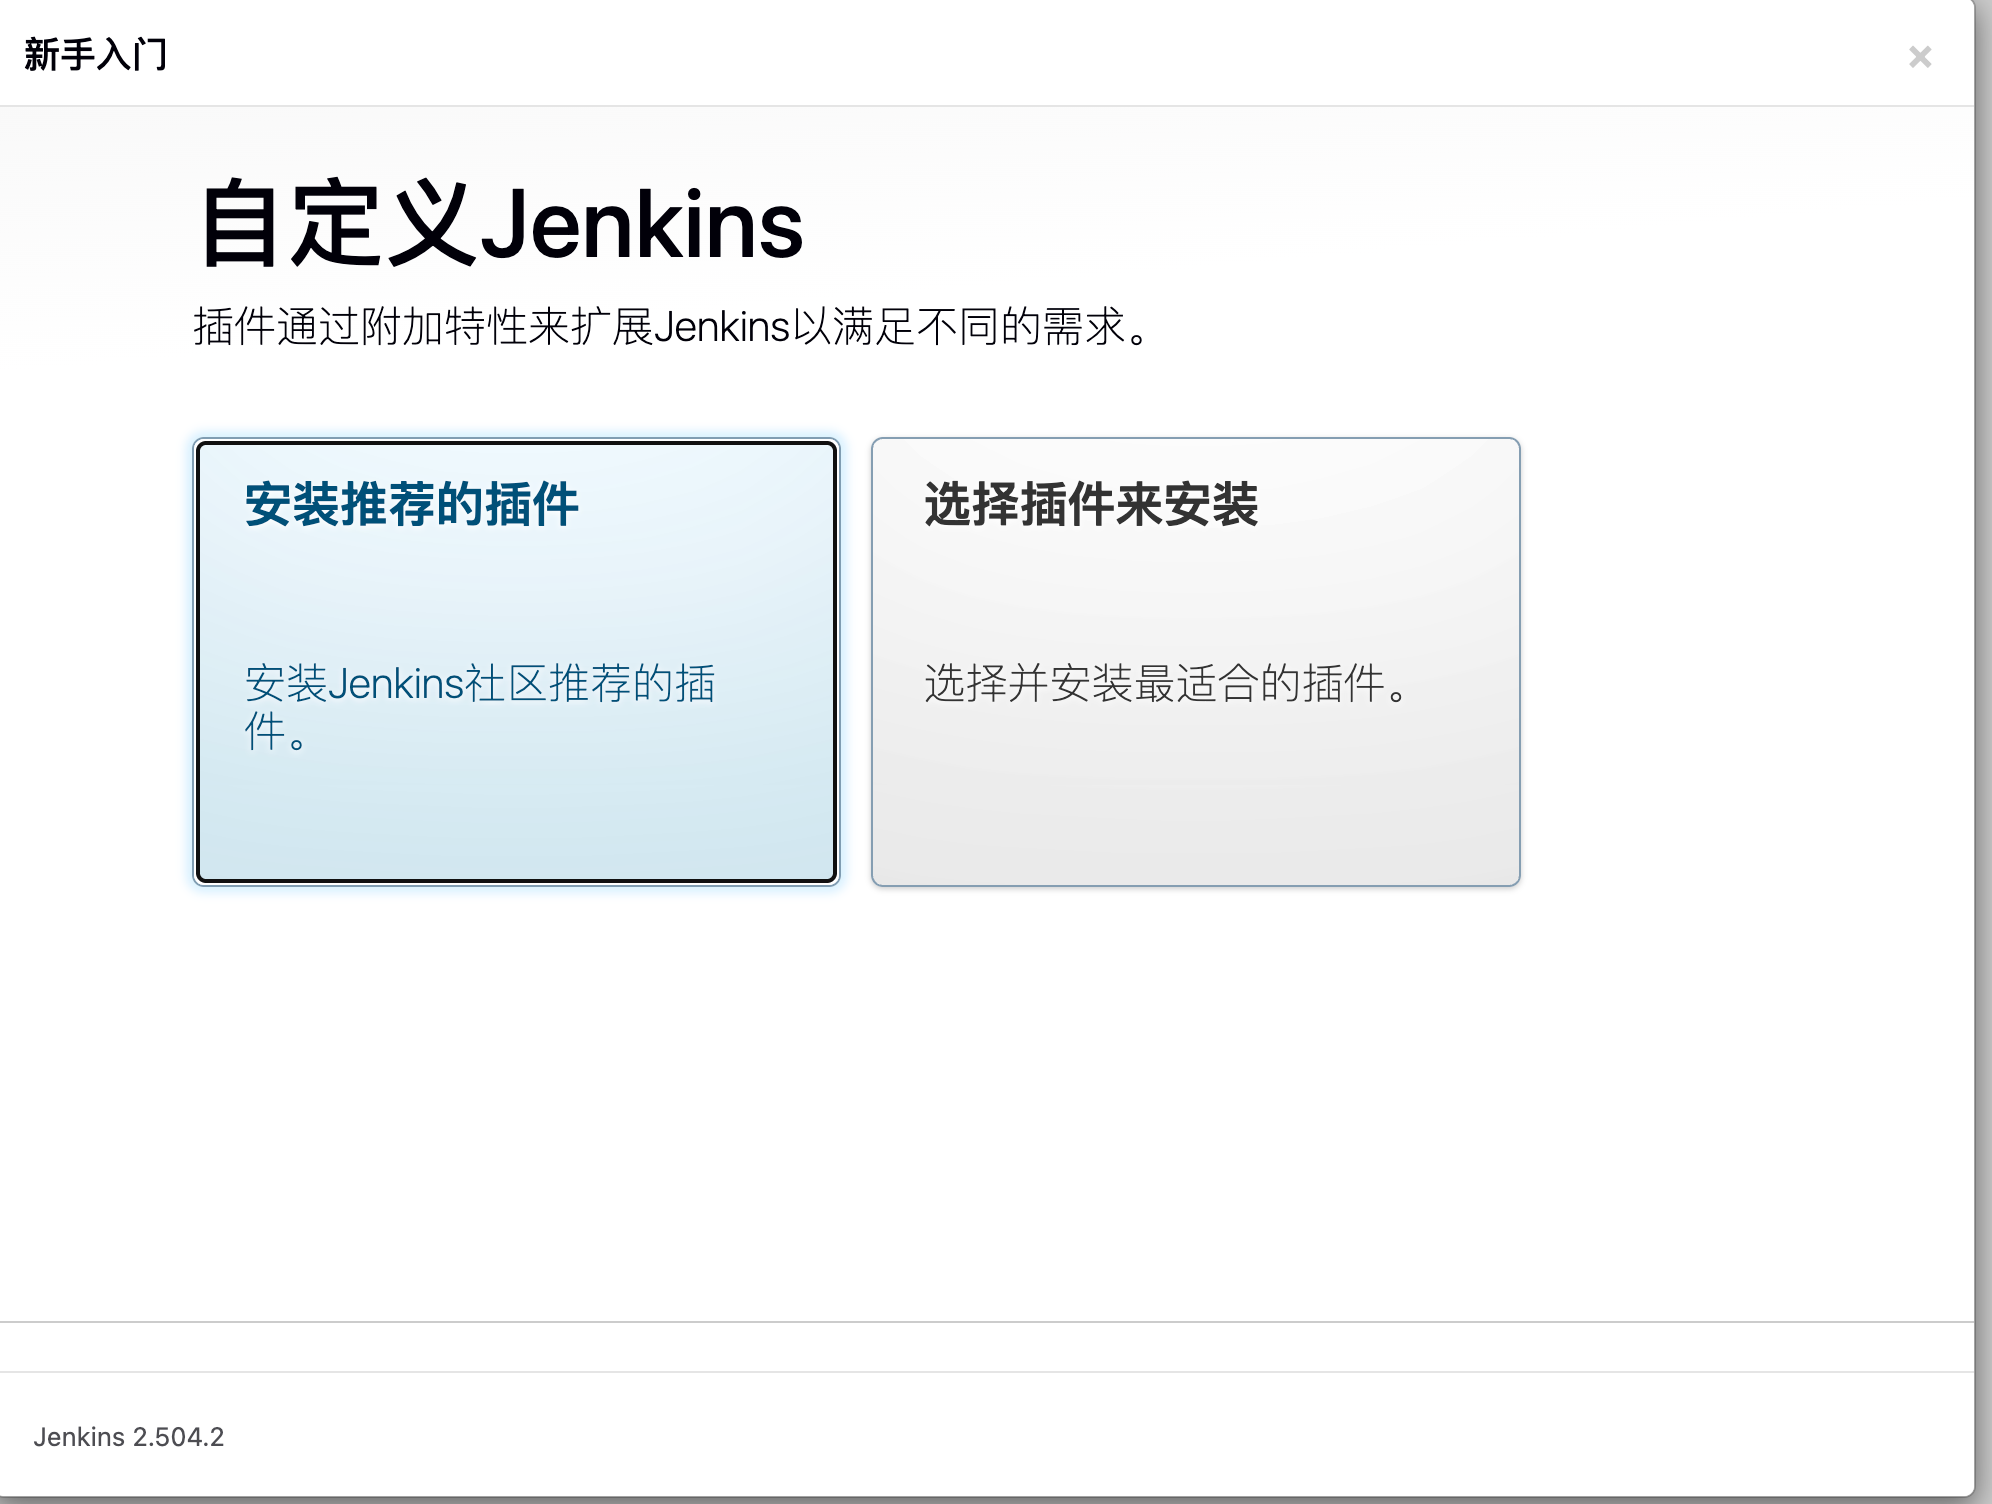 新手入门
×
自定义Jenkins
插件通过附加特性来扩展Jenkins以满足不同的需求。
安装推荐的插件
安装Jenkins社区推荐的插
件。
选择插件来安装
选择并安装最适合的插件。
Jenkins 2.504.2